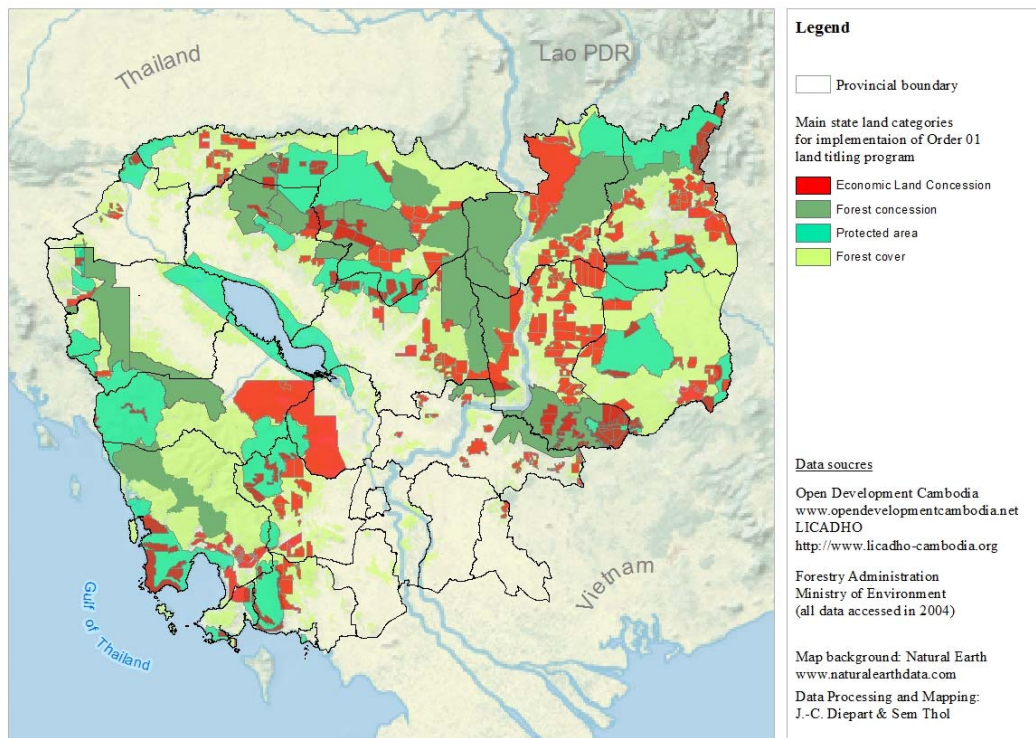 Thailand
Lao PDR
Vietnam
Gulf of Thailand
Legend
Provincial boundary
Main state land categories
for implementaion of Order 01
land titling program
Economic Land Concession
Forest concession
Protected area
Forest cover
Data soucres
Open Development Cambodia
www.opendevelopmentcambodia.net
LICADHO
http://www.licadho-cambodia.org
Forestry Administration
Ministry of Environment
(all data accessed in 2004)
Map background: Natural Earth
www.naturalearthdata.com
Data Processing and Mapping:
J.-C. Diepart & Sem Thol